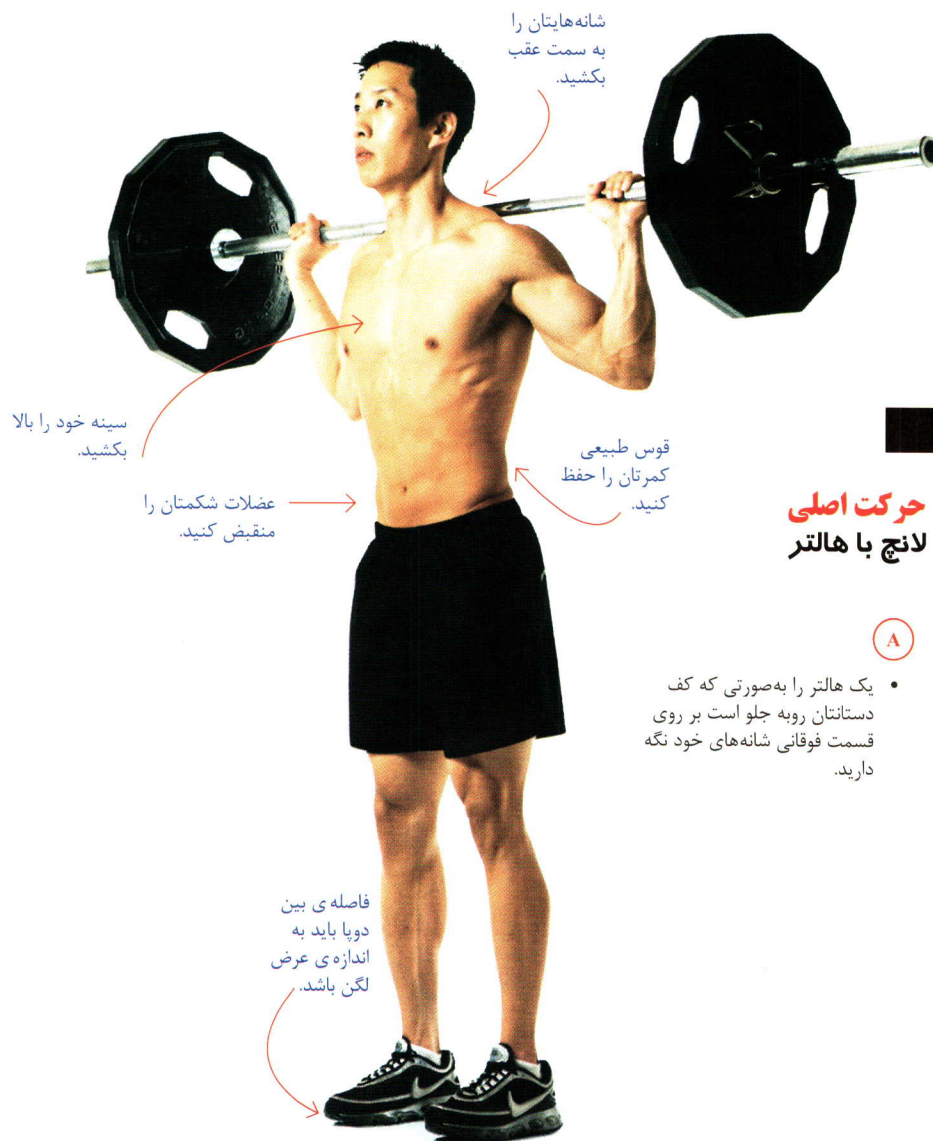 شانه‌هایتان را
به سمت عقب
بکشید.
سینه خود را بالا
بکشید.
قوس طبیعی
کمرتان را حفظ
کنید.
عضلات شکمتان را
منقبض کنید.
حرکت اصلی
لانچ با هالتر
A
• یک هالتر را به‌صورتی که کف
دستانتان روبه جلو است بر روی
قسمت فوقانی شانه‌های خود نگه
دارید.
فاصله ی بین
دوپا باید به
اندازه ی عرض
لگن باشد.